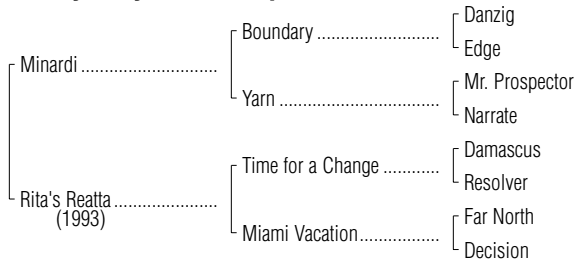 Danzig
Boundary ............................
Edge
Minardi ...............................
Mr. Prospector
Yarn .....................................
Narrate
Damascus
Time for a Change .............
Resolver
Rita's Reatta ........................
(1993)
Far North
Miami Vacation...................
Decision